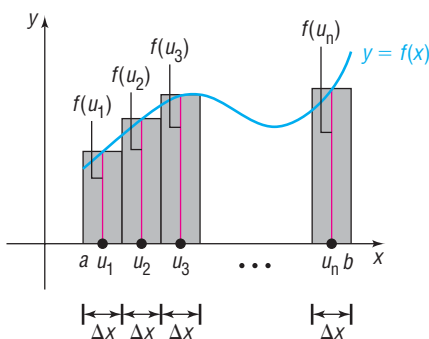 y
f(u₃)
f(uₙ)
f(u₂)
y = f(x)
f(u₁)
a u₁ u₂ u₃ • • • uₙ b x
Δx Δx Δx Δx